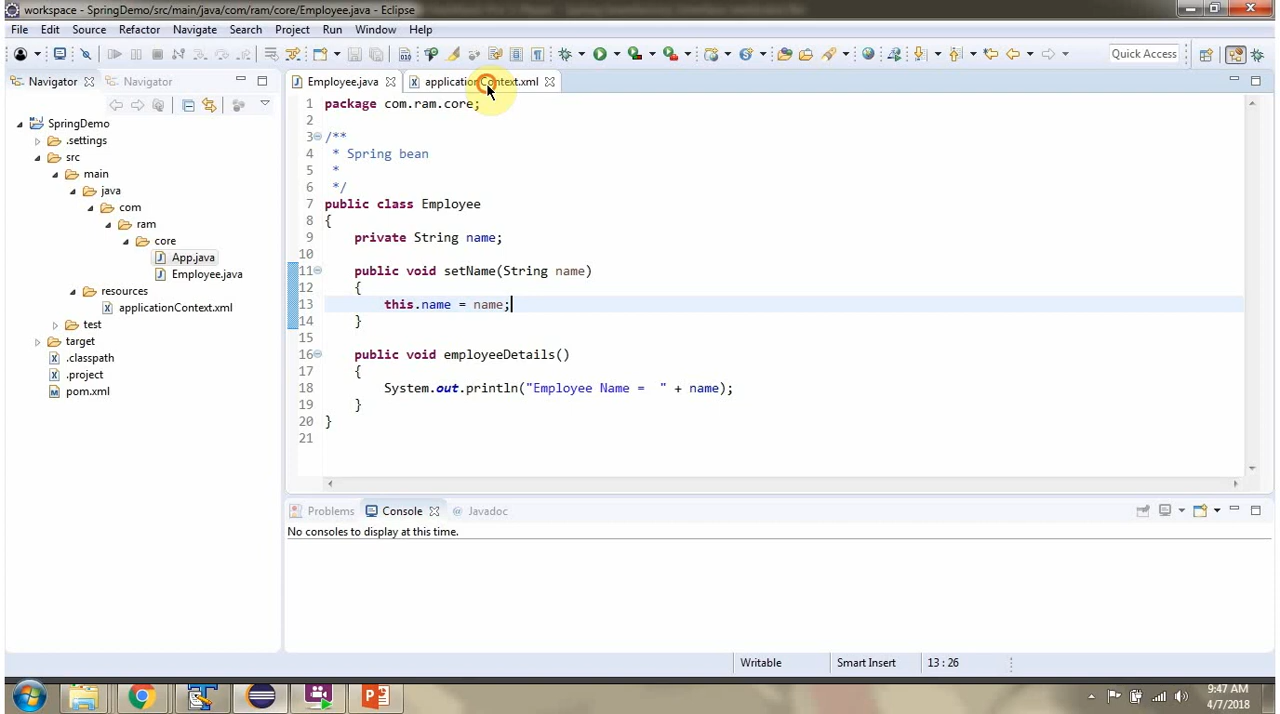 workspace - SpringDemo/src/main/java/com/ram/core/Employee.java - Eclipse
File Edit Source Refactor Navigate Search Project Run Window Help
Quick Access
Navigator
Navigator
SpringDemo
.settings
src
main
java
com
ram
core
App.java
Employee.java
resources
applicationContext.xml
test
target
.classpath
.project
pom.xml
Employee.java applicationContext.xml
1 package com.ram.core;
2
3 /**
4 * Spring bean
5 *
6 */
7 public class Employee
8 {
9 private String name;
10
11 public void setName(String name)
12 {
13 this.name = name;
14 }
15
16 public void employeeDetails()
17 {
18 System.out.println("Employee Name =  " + name);
19 }
20 }
21
Problems Console @ Javadoc
No consoles to display at this time.
Writable Smart Insert 13 : 26
9:47 AM
4/7/2018